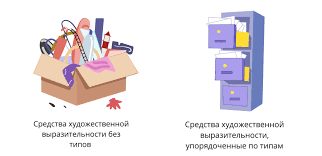 Средства художественной
выразительности без
типов
Средства художественной
выразительности,
упорядоченные по типам